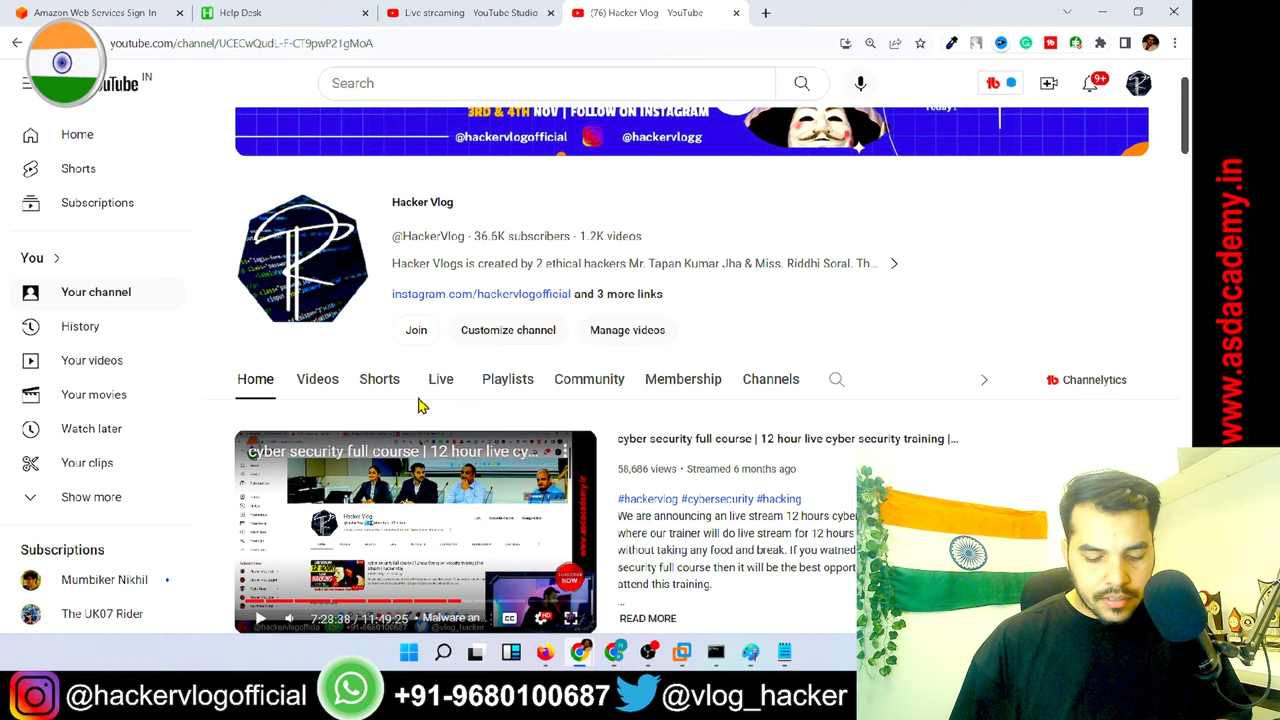 Amazon Web Services Sign In
Help Desk
Live streaming - YouTube Studio
(76) Hacker Vlog - YouTube
youtube.com/channel/UCECwQudL-F-CT9pwP21gMoA
IN
Search
9+
Home
Shorts
Subscriptions
You
Your channel
History
Your videos
Your movies
Watch later
Your clips
Show more
Subscriptions
Mumbiker Nikhil
The UK07 Rider
3RD & 4TH NOV | FOLLOW ON INSTAGRAM
@hackervlogofficial @hackervlogg
Hacker Vlog
@HackerVlog · 36.6K subscribers · 1.2K videos
Hacker Vlogs is created by 2 ethical hackers Mr. Tapan Kumar Jha & Miss. Riddhi Soral. Th...
instagram.com/hackervlogofficial and 3 more links
Join Customize channel Manage videos
Home Videos Shorts Live Playlists Community Membership Channels
Channelytics
cyber security full course | 12 hour live cy...
7:28:38 / 11:49:25 • Malware an...
SUBSCRIBE
NOW
cyber security full course | 12 hour live cyber security training |...
58,686 views • Streamed 6 months ago
#hackervlog #cybersecurity #hacking
We are announcing an live stream 12 hours cybe
where our trainer will do live stream for 12 hours
without taking any food and break. If you watned
security full course then it will be the best opport
attend this training.
...
READ MORE
www.asdacademy.in
@hackervlogofficial
+91-9680100687
@vlog_hacker